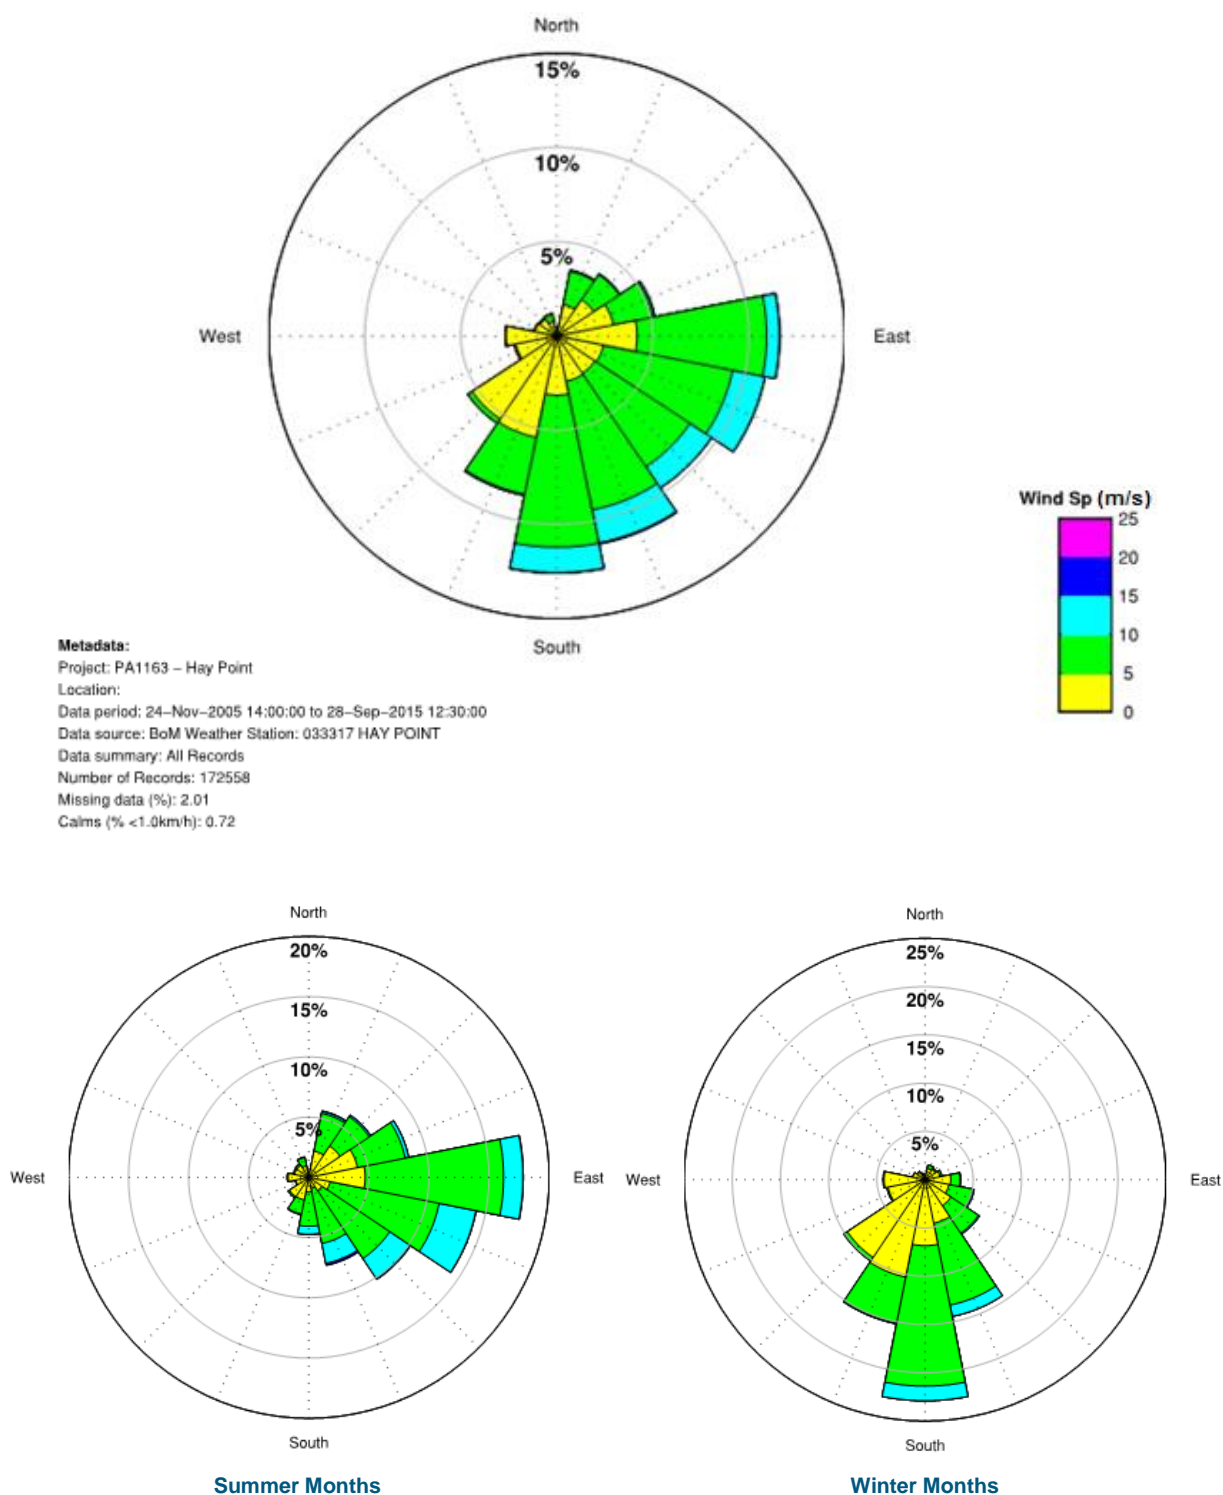 North
15%
10%
5%
West
East
South
Wind Sp (m/s)
25
20
15
10
5
0
Metadata:
Project: PA1163 – Hay Point
Location:
Data period: 24–Nov–2005 14:00:00 to 28–Sep–2015 12:30:00
Data source: BoM Weather Station: 033317 HAY POINT
Data summary: All Records
Number of Records: 172558
Missing data (%): 2.01
Calms (% <1.0km/h): 0.72
North
20%
15%
10%
5%
West
East
South
Summer Months
North
25%
20%
15%
10%
5%
West
East
South
Winter Months